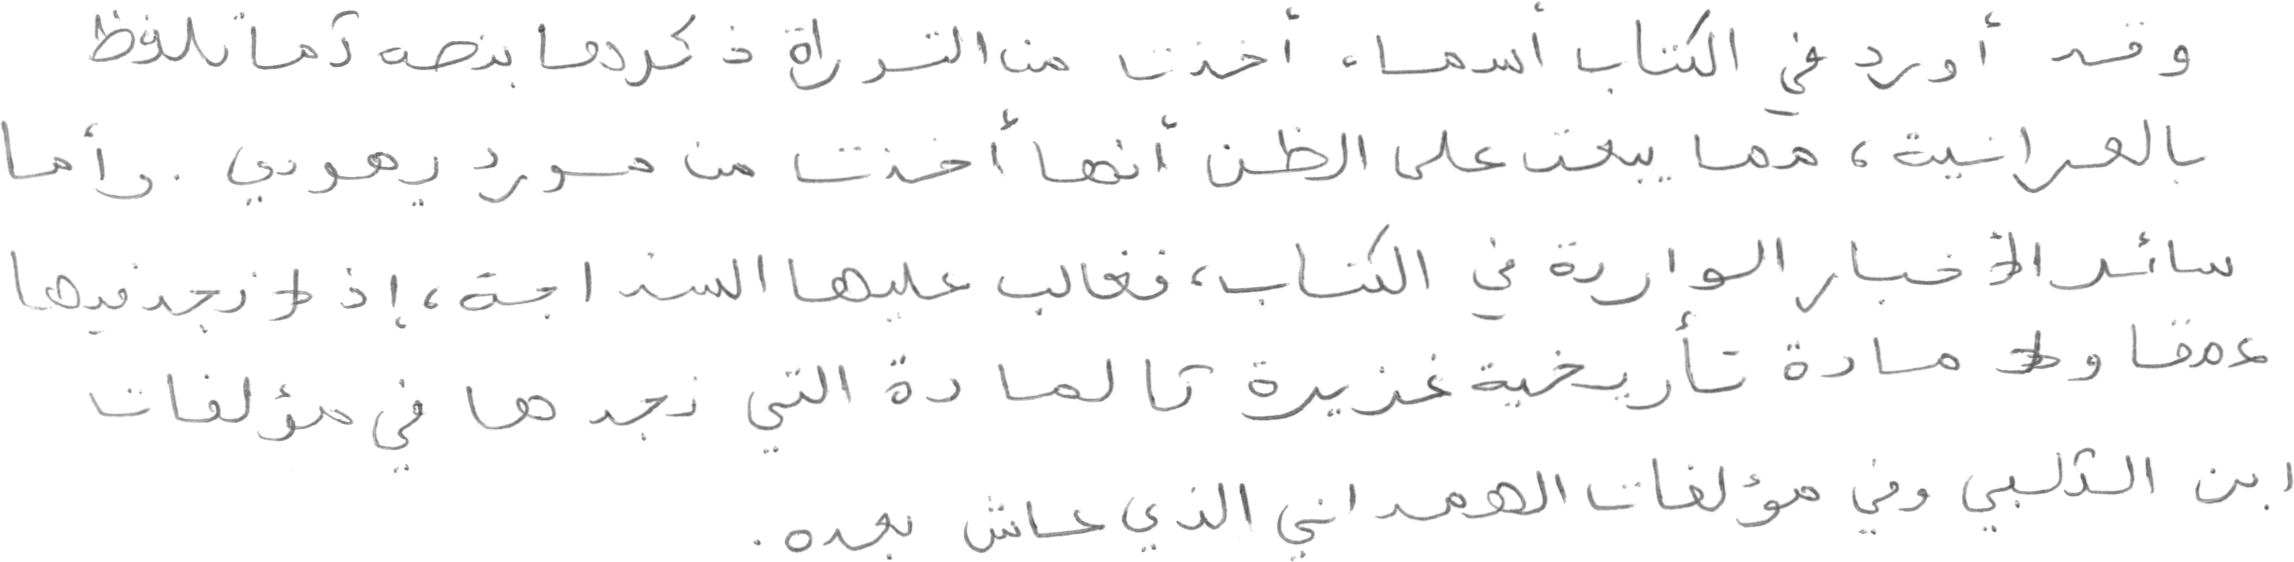 وقد أورد في الكتاب أسماء، أخذت من التوراة ذكرها بنصه كما تلفظ
بالعبرانية، مما يبعث على الظن أنها أخذت من مورد يهودي. وأما
سائر الأخبار الواردة في الكتاب، فغالب عليها السذاجة، إذ لا نجد فيها
عمقا ولا مادة تأريخية غزيرة كالمادة التي نجدها في مؤلفات
ابن الكلبي وفي مؤلفات الهمداني الذي عاش بعده.